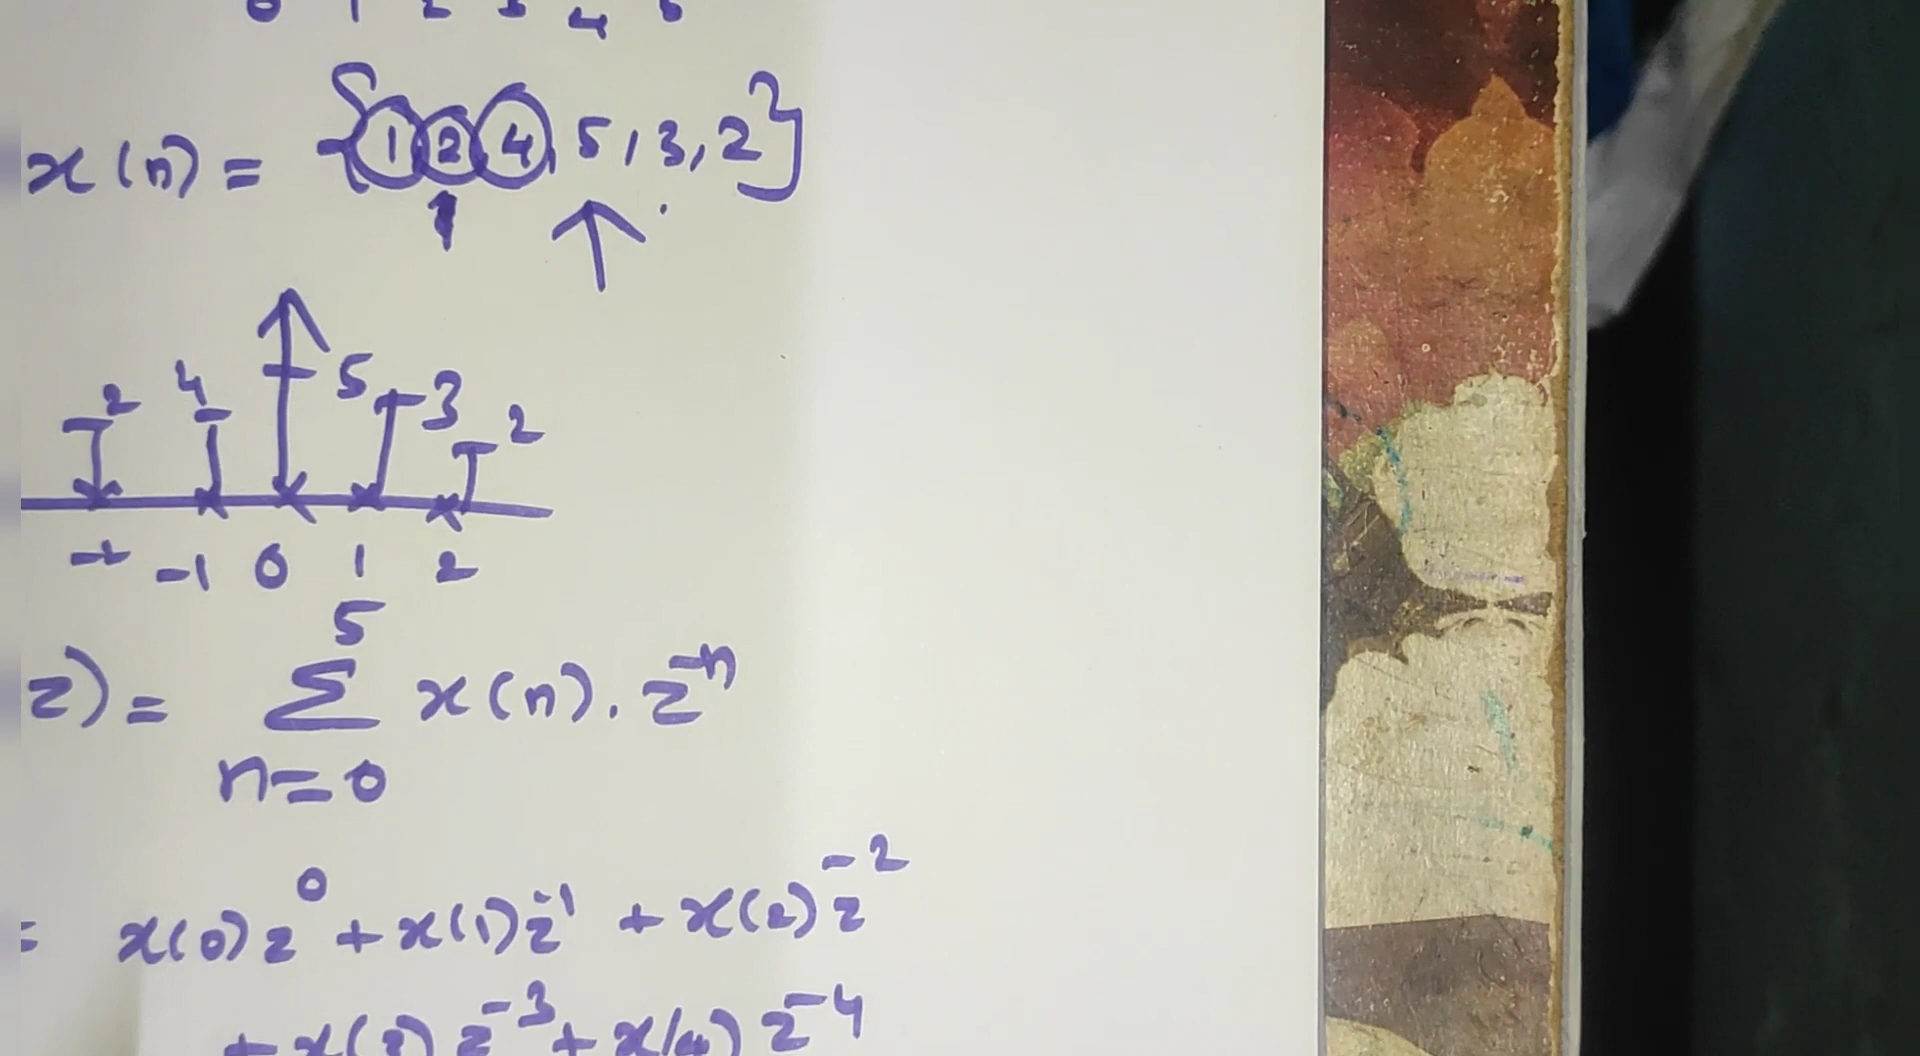 x(n) = {1 2 4, 5, 3, 2}
↑
2 4 5 3 2
-1 0 1 2
5
z) = Σ x(n) . z^-n
n=0
= x(0) z^0 + x(1) z^-1 + x(2) z^-2
+ x(3) z^-3 + x(4) z^-4